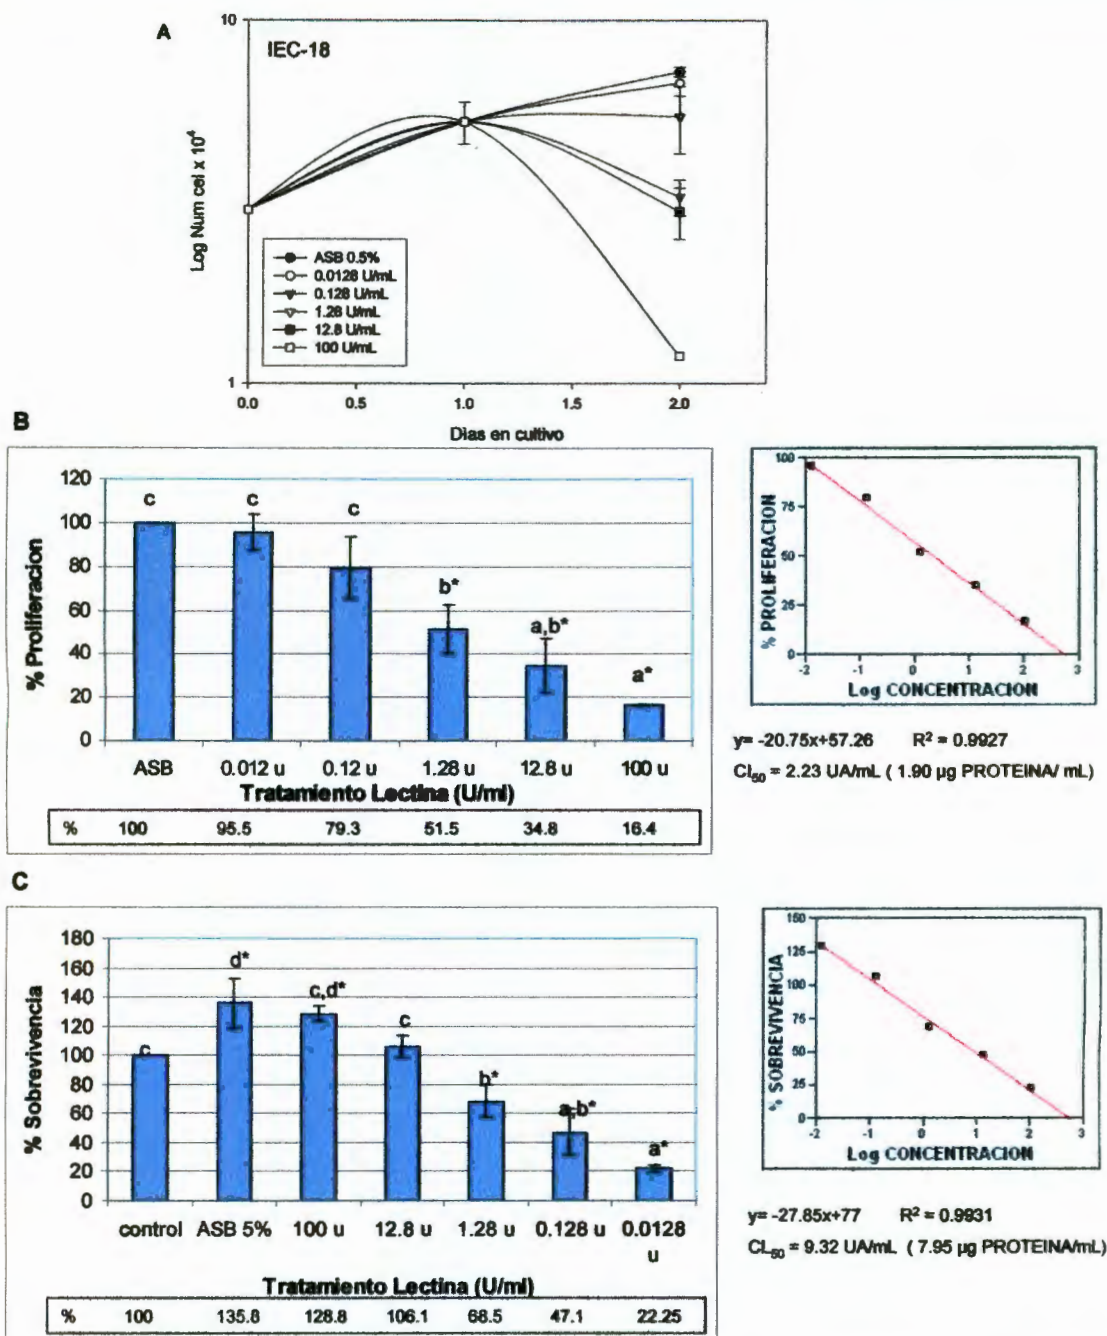 A
10
IEC-18
Log Num cel x 10⁴
ASB 0.5%
0.0128 U/mL
0.128 U/mL
1.28 U/mL
12.8 U/mL
100 U/mL
1
0.0 0.5 1.0 1.5 2.0
Dias en cultivo
B
120
100
80
60
40
20
0
% Proliferacion
c c c b* a,b* a*
ASB 0.012 u 0.12 u 1.28 u 12.8 u 100 u
Tratamiento Lectina (U/ml)
% 100 95.5 79.3 51.5 34.8 16.4
100
75
50
25
0
% PROLIFERACION
-2 -1 0 1 2 3
Log CONCENTRACION
y= -20.75x+57.26 R² = 0.9927
CI₅₀ = 2.23 UA/mL ( 1.90 µg PROTEINA/ mL)
C
180
160
140
120
100
80
60
40
20
0
% Sobrevivencia
c d* c,d* c b* a,b* a*
control ASB 5% 100 u 12.8 u 1.28 u 0.128 u 0.0128
u
Tratamiento Lectina (U/ml)
% 100 135.8 128.8 106.1 68.5 47.1 22.25
150
125
100
75
50
25
0
% SOBREVIVENCIA
-2 -1 0 1 2 3
Log CONCENTRACION
y= -27.85x+77 R² = 0.9931
CL₅₀ = 9.32 UA/mL ( 7.95 µg PROTEINA/mL)